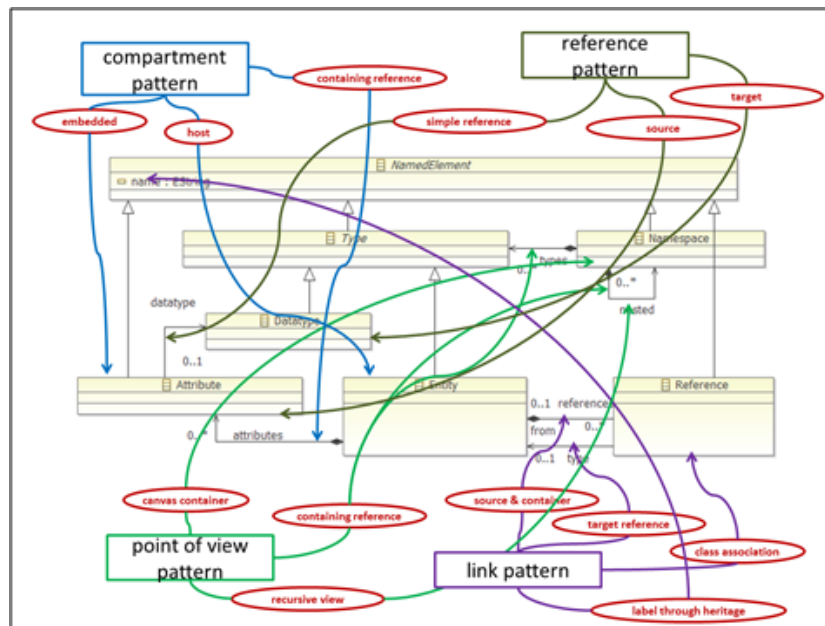 compartment
pattern
reference
pattern
containing reference
target
embedded
host
simple reference
source
NamedElement
name : EString
Type
Namespace
types
0..*
nested
datatype
Datatype
0..1
Attribute
Entity
Reference
0..1 reference
0..*
attributes
from
0..1
type
canvas container
containing reference
source & container
target reference
class association
point of view
pattern
link pattern
recursive view
label through heritage